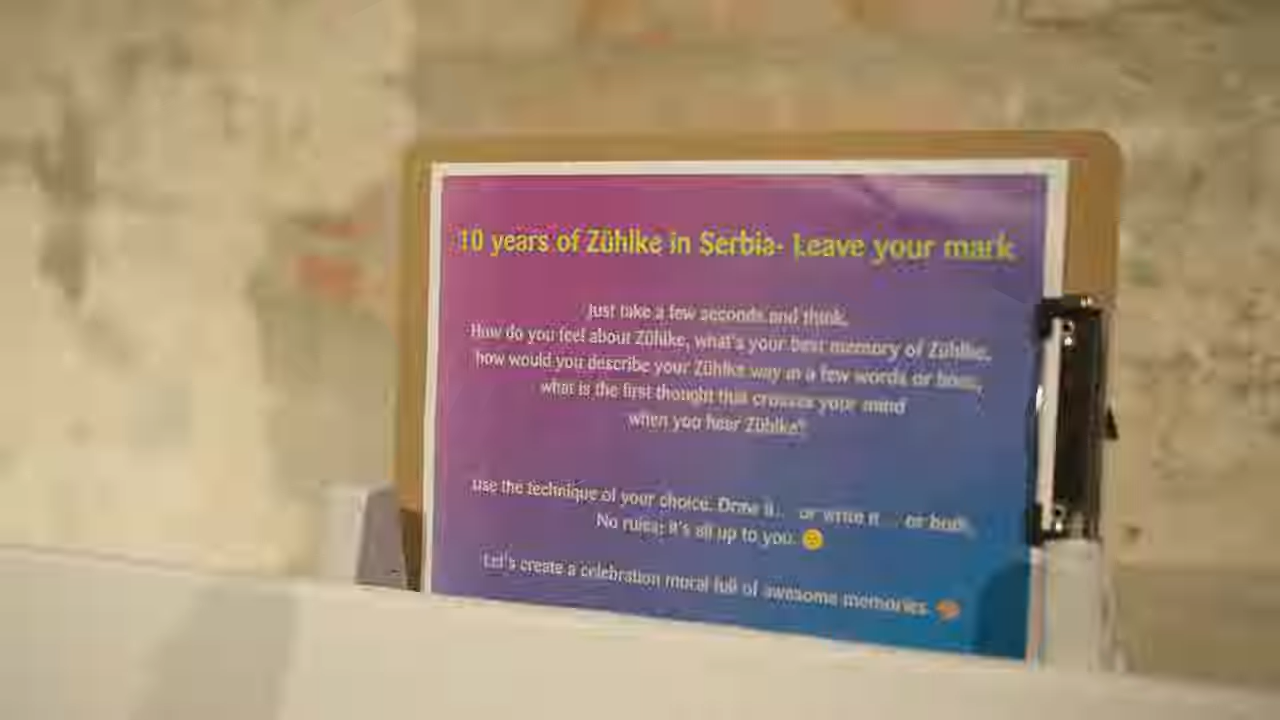 10 years of Zühlke in Serbia- Leave your mark
Just take a few seconds and think.
How do you feel about Zühlke, what's your best memory of Zühlke,
how would you describe your Zühlke way in a few words or
what is the first thought that crosses your mind
when you hear Zühlke?
Use the technique of your choice. Draw it... or write it... or both,
No rules; it's all up to you. 🙂
Let's create a celebration mural full of awesome memories.